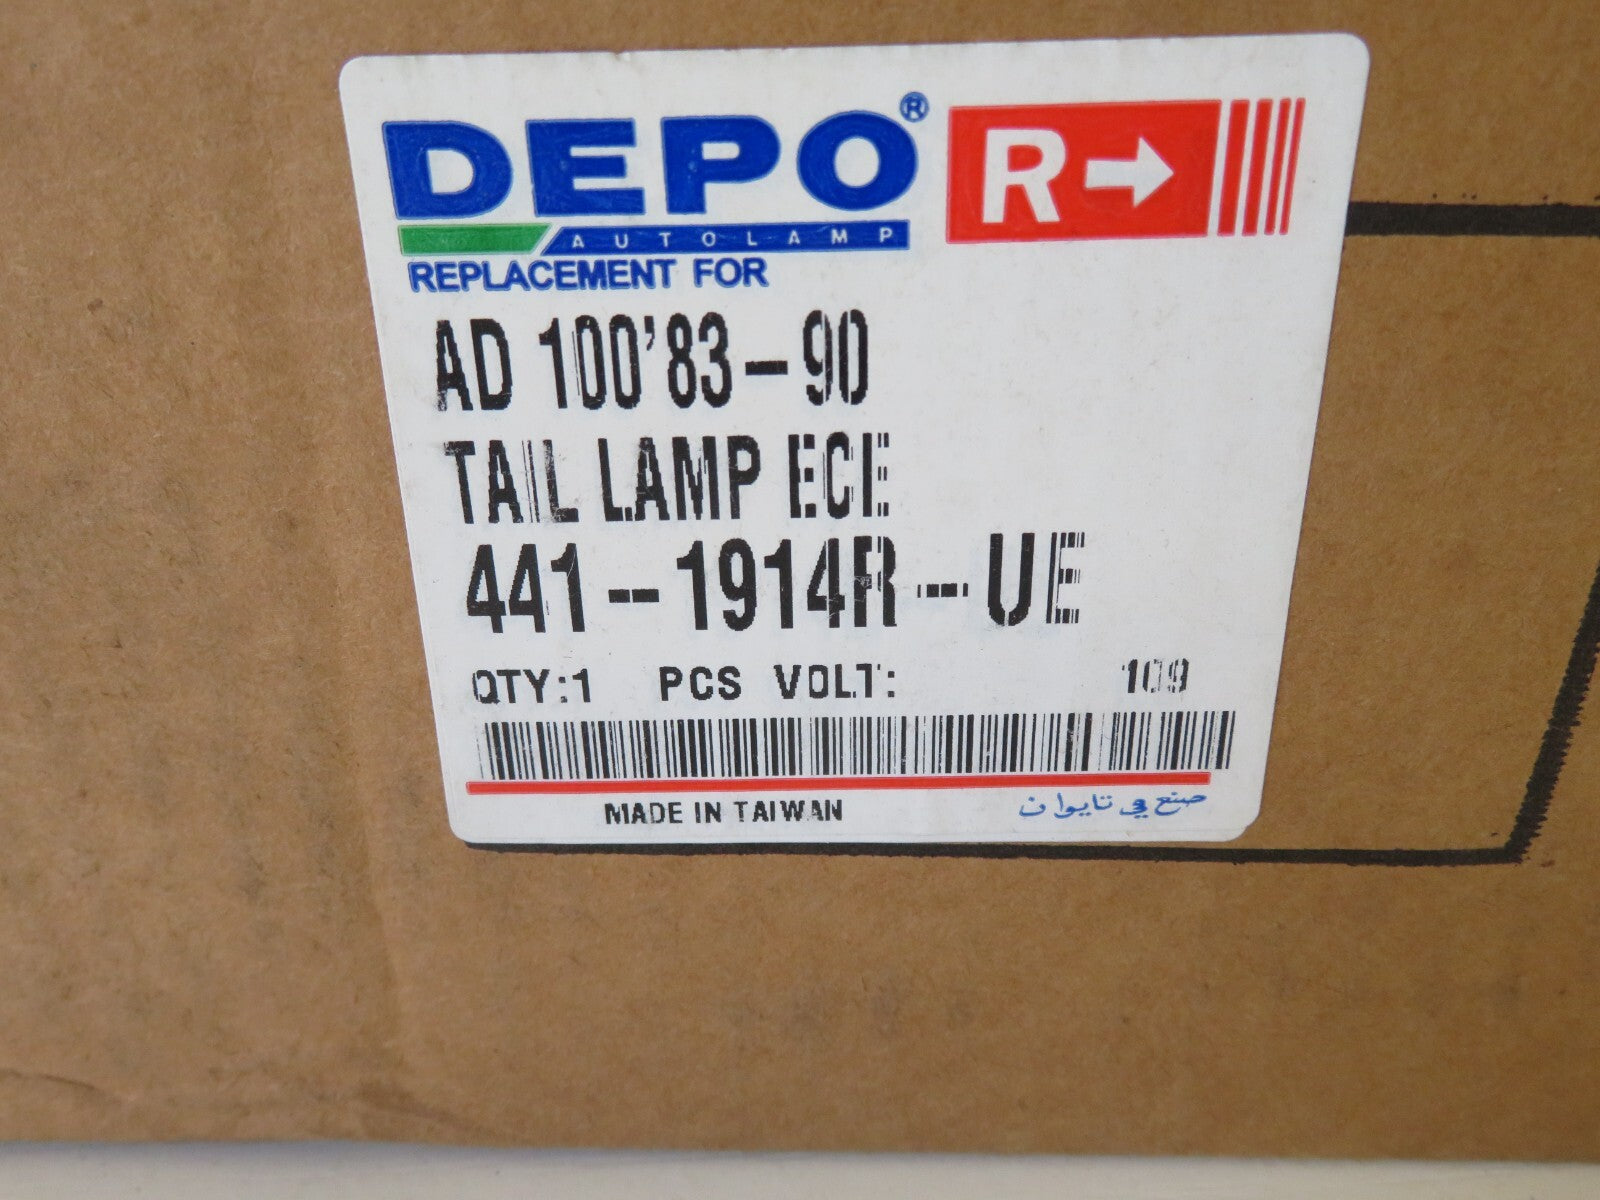 DEPO® R
AUTOLAMP
REPLACEMENT FOR
AD 100'83-90
TAIL LAMP ECE
441-1914R-UE
QTY:1 PCS VOLT: 109
MADE IN TAIWAN صنع في تايوان